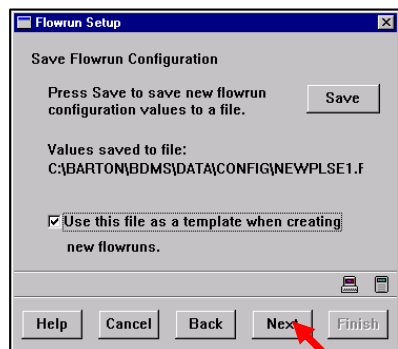 Flowrun Setup
Save Flowrun Configuration
Press Save to save new flowrun
configuration values to a file.
Save
Values saved to file:
C:\BARTON\BDMS\DATA\CONFIG\NEWPLSE1.F
Use this file as a template when creating
new flowruns.
Help Cancel Back Next Finish